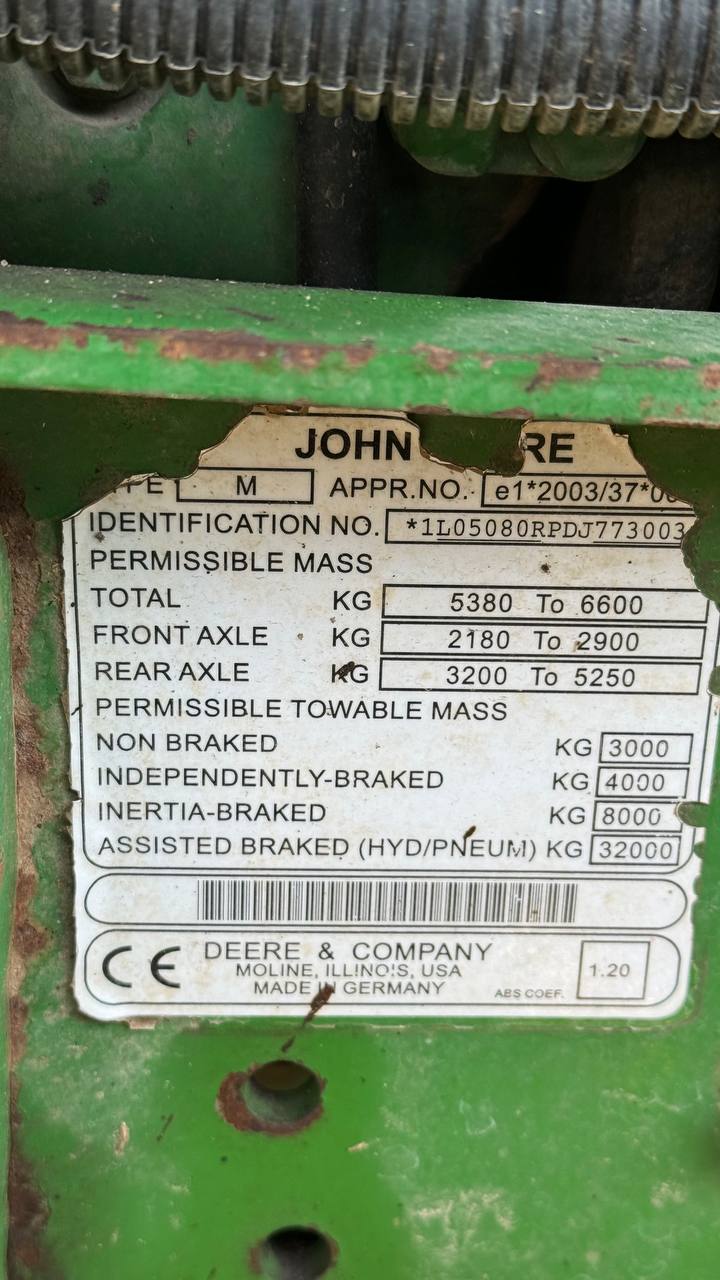 JOHN RE
M APPR.NO. e1*2003/37*00
IDENTIFICATION NO. *1L05080RPDJ773003
PERMISSIBLE MASS
TOTAL KG 5380 To 6600
FRONT AXLE KG 2180 To 2900
REAR AXLE KG 3200 To 5250
PERMISSIBLE TOWABLE MASS
NON BRAKED KG 3000
INDEPENDENTLY-BRAKED KG 4000
INERTIA-BRAKED KG 8000
ASSISTED BRAKED (HYD/PNEUM) KG 32000
CE DEERE & COMPANY
MOLINE, ILLINOIS, USA
MADE IN GERMANY
ABS COEF. 1.20